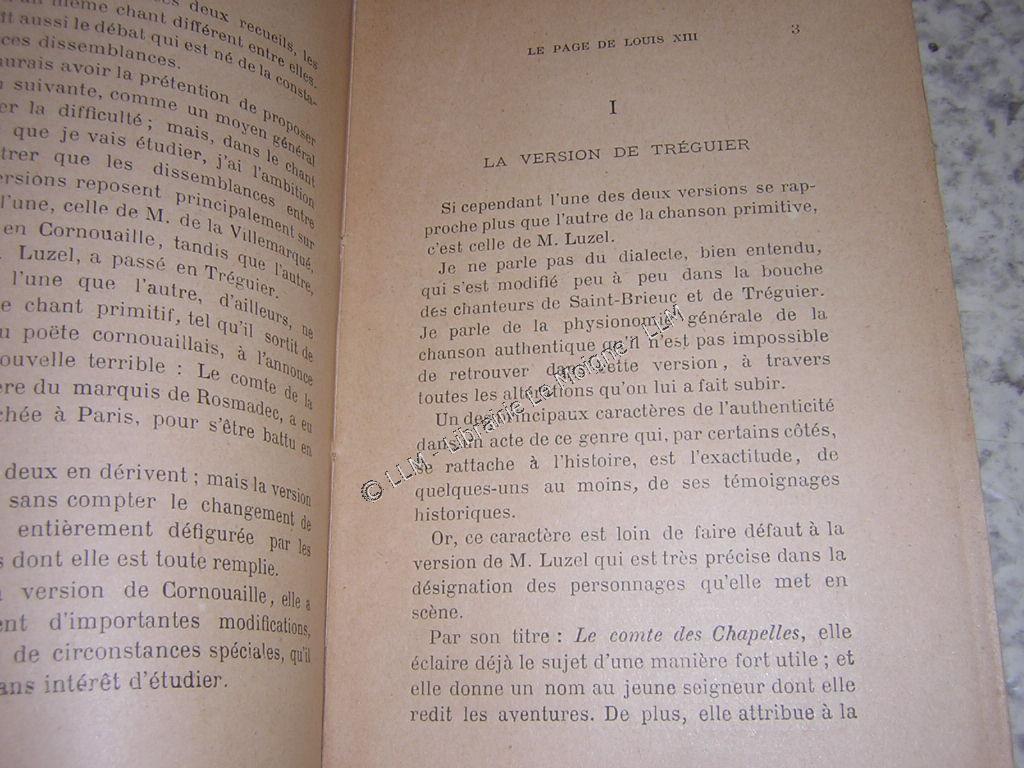 deux recueils, les
même chant différent entre elles.
aussi le débat qui est né de la consta-
ces dissemblances.
avoir la prétention de proposer
suivante, comme un moyen général
la difficulté ; mais, dans le chant
que je vais étudier, j'ai l'ambition
que les dissemblances entre
reposent principalement sur
l'une, celle de M. de la Villemarqué,
en Cornouaille, tandis que l'autre,
Luzel, a passé en Tréguier.
l'une que l'autre, d'ailleurs, ne
chant primitif, tel qu'il sortit de
poëte cornouaillais, à l'annonce
nouvelle terrible : Le comte de la
du marquis de Rosmadec, a eu
à Paris, pour s'être battu en
deux en dérivent ; mais la version
sans compter le changement de
entièrement défigurée par les
dont elle est toute remplie.
version de Cornouaille, elle a
d'importantes modifications,
de circonstances spéciales, qu'il
intérêt d'étudier.
LE PAGE DE LOUIS XIII 3
I
LA VERSION DE TRÉGUIER
Si cependant l'une des deux versions se rap-
proche plus que l'autre de la chanson primitive,
c'est celle de M. Luzel.
Je ne parle pas du dialecte, bien entendu,
qui s'est modifié peu à peu dans la bouche
des chanteurs de Saint-Brieuc et de Tréguier.
Je parle de la physionomie générale de la
chanson authentique qu'il n'est pas impossible
de retrouver dans cette version, à travers
toutes les altérations qu'on lui a fait subir.
Un des principaux caractères de l'authenticité
dans un acte de ce genre qui, par certains côtés,
se rattache à l'histoire, est l'exactitude, de
quelques-uns au moins, de ses témoignages
historiques.
Or, ce caractère est loin de faire défaut à la
version de M. Luzel qui est très précise dans la
désignation des personnages qu'elle met en
scène.
Par son titre : Le comte des Chapelles, elle
éclaire déjà le sujet d'une manière fort utile ; et
elle donne un nom au jeune seigneur dont elle
redit les aventures. De plus, elle attribue à la
© LLM - Librairie Le Moigne - LLM